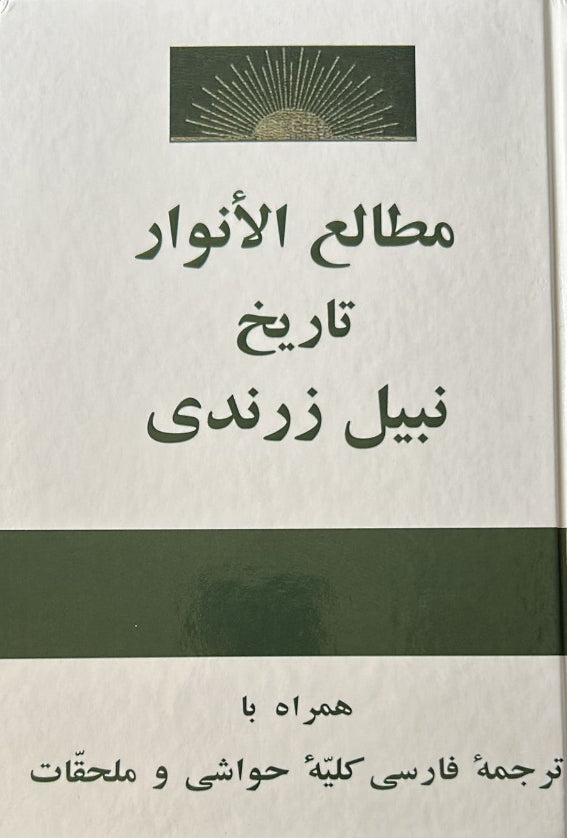 مطالع الأنوار
تاریخ
نبیل زرندی
همراه با
ترجمهٔ فارسی کلیّهٔ حواشی و ملحقّات